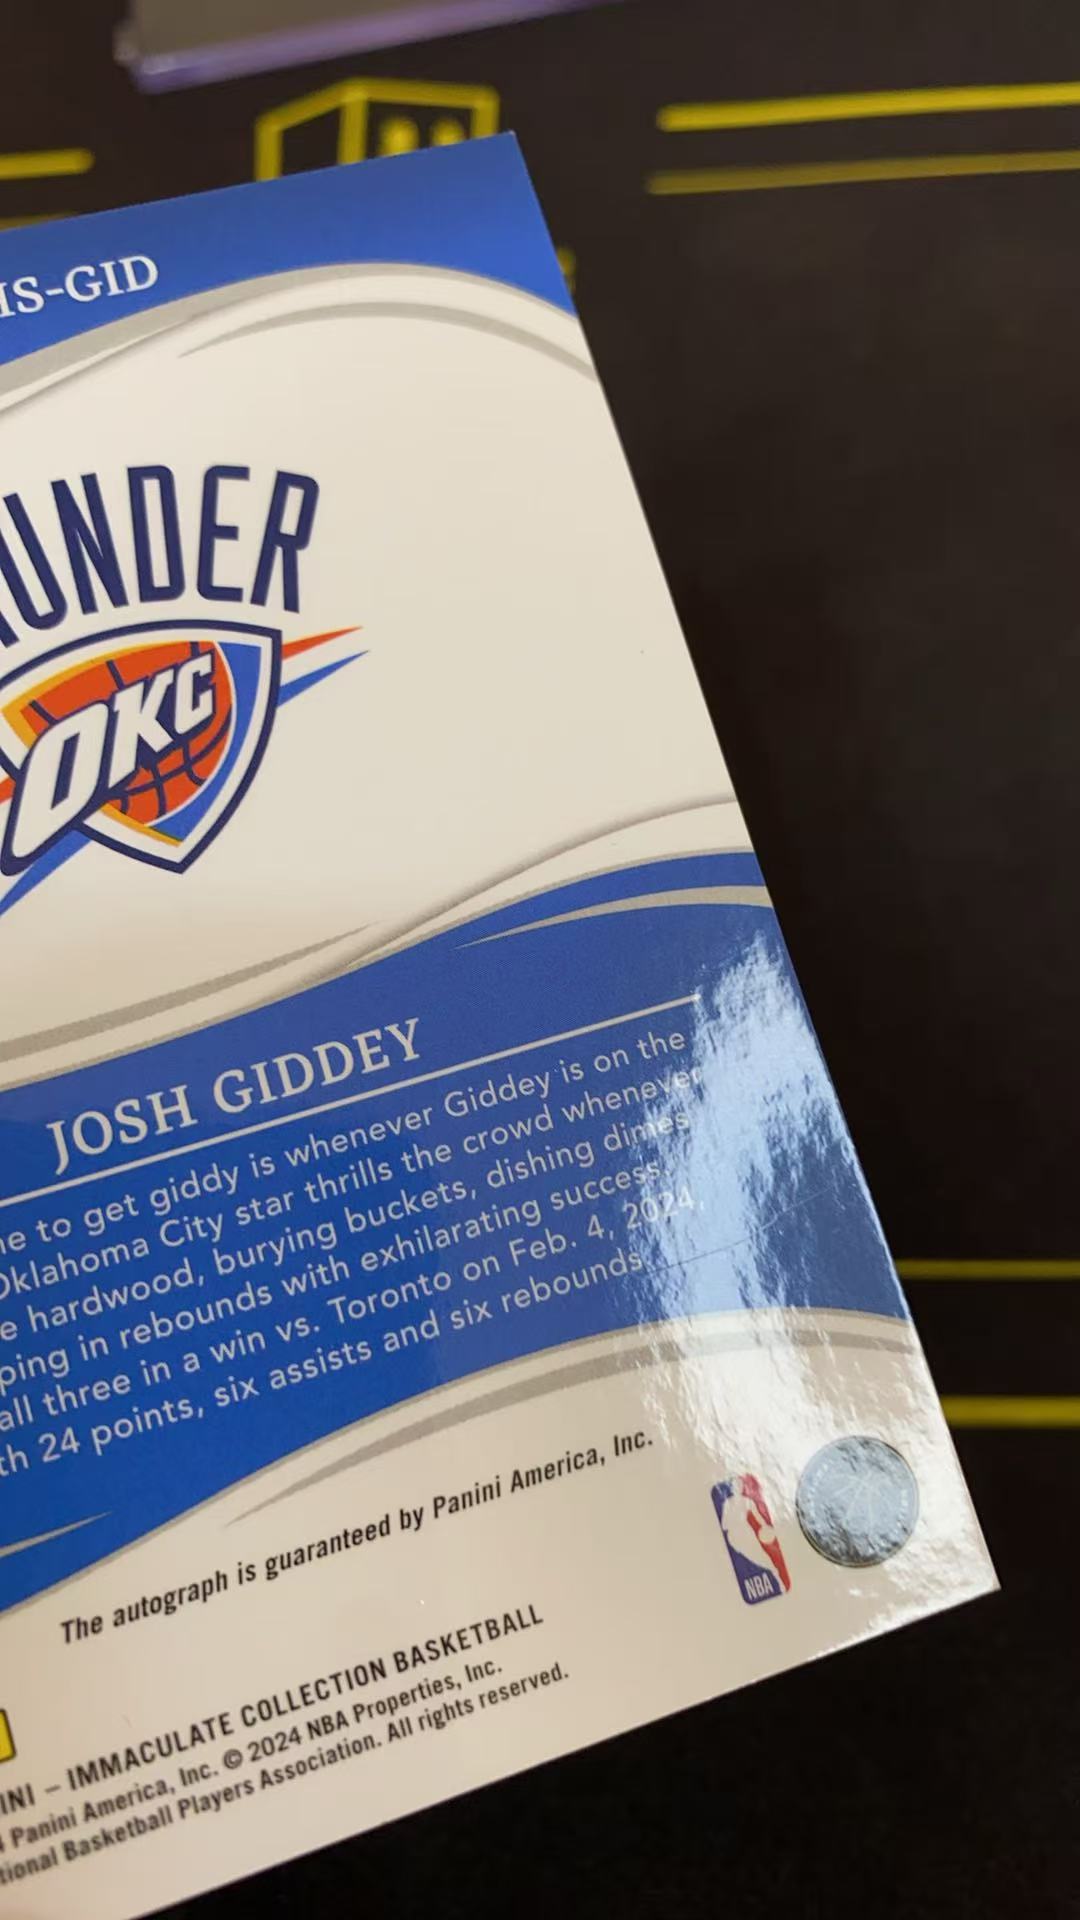 IS-GID
UNDER
OKC
JOSH GIDDEY
to get giddy is whenever Giddey is on the
Oklahoma City star thrills the crowd whenever
hardwood, burying buckets, dishing dimes
ping in rebounds with exhilarating success.
all three in a win vs. Toronto on Feb. 4, 2024,
th 24 points, six assists and six rebounds
The autograph is guaranteed by Panini America, Inc.
NBA
INI – IMMACULATE COLLECTION BASKETBALL
Panini America, Inc. © 2024 NBA Properties, Inc.
tional Basketball Players Association. All rights reserved.